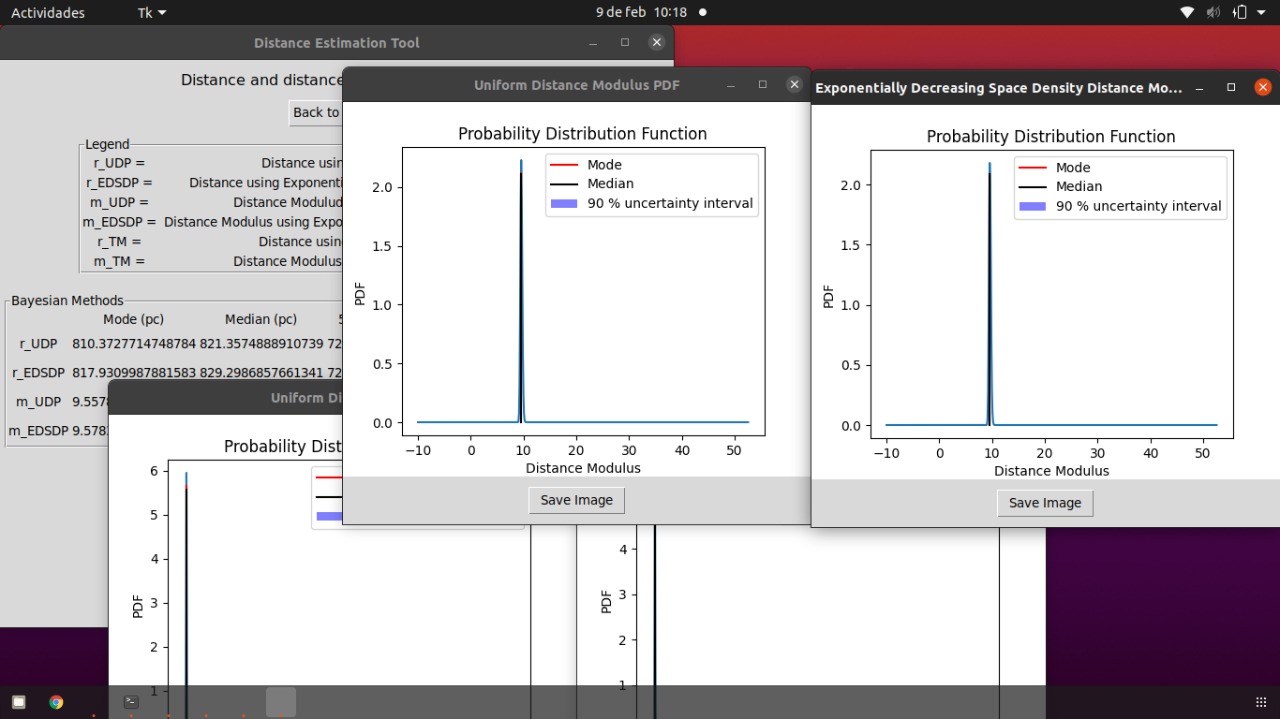 Actividades Tk 9 de feb 10:18
Distance Estimation Tool
Distance and distance
Back to
Legend
r_UDP = Distance usin
r_EDSDP = Distance using Exponenti
m_UDP = Distance Modulud
m_EDSDP = Distance Modulus using Expo
r_TM = Distance usin
m_TM = Distance Modulus
Bayesian Methods
Mode (pc) Median (pc) 5
r_UDP 810.3727714748784 821.3574888910739 72
r_EDSDP 817.9309987881583 829.2986857661341 72
m_UDP 9.557
m_EDSDP 9.578
Uniform Distance Modulus PDF
Probability Distribution Function
Mode
Median
90 % uncertainty interval
PDF
2.0
1.5
1.0
0.5
0.0
−10 0 10 20 30 40 50
Distance Modulus
Save Image
Exponentially Decreasing Space Density Distance Mo...
Probability Distribution Function
Mode
Median
90 % uncertainty interval
PDF
2.0
1.5
1.0
0.5
0.0
−10 0 10 20 30 40 50
Distance Modulus
Save Image
Uniform Di
Probability Dist
PDF
6
5
4
3
2
1
PDF
4
3
2
1